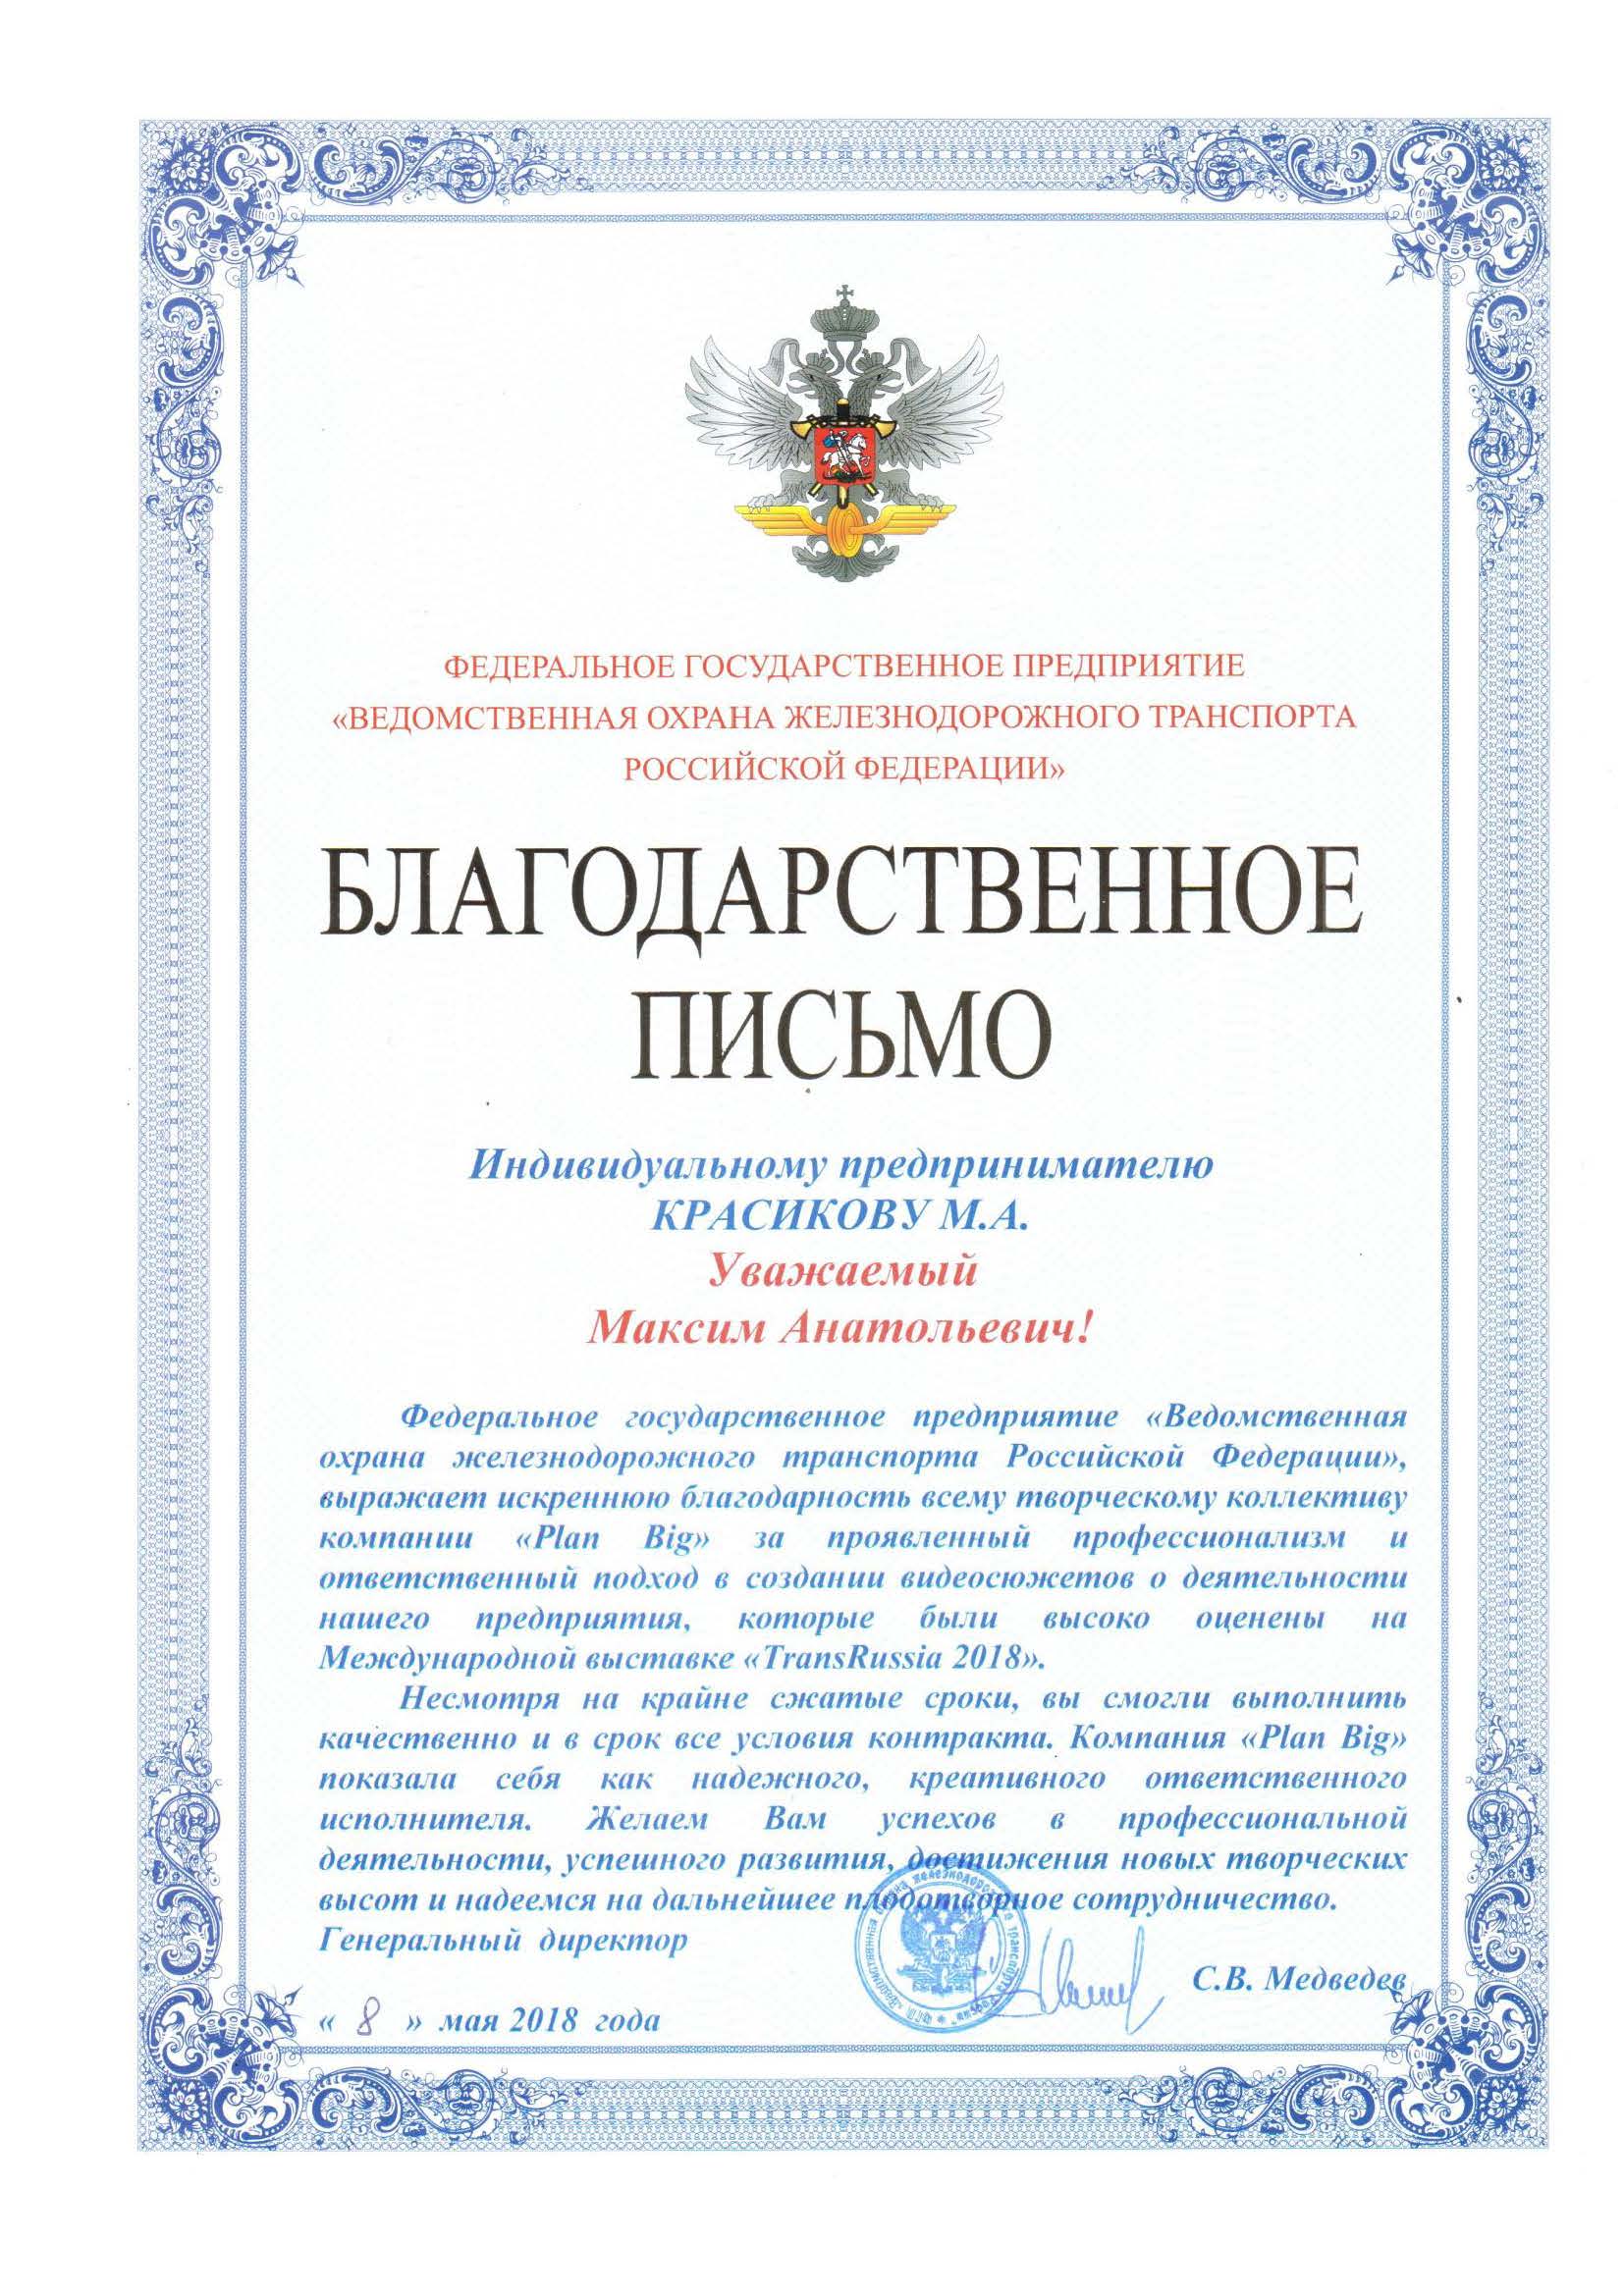 ФЕДЕРАЛЬНОЕ ГОСУДАРСТВЕННОЕ ПРЕДПРИЯТИЕ
«ВЕДОМСТВЕННАЯ ОХРАНА ЖЕЛЕЗНОДОРОЖНОГО ТРАНСПОРТА
РОССИЙСКОЙ ФЕДЕРАЦИИ»
БЛАГОДАРСТВЕННОЕ
ПИСЬМО
Индивидуальному предпринимателю
КРАСИКОВУ М.А.
Уважаемый
Максим Анатольевич!
Федеральное государственное предприятие «Ведомственная
охрана железнодорожного транспорта Российской Федерации»,
выражает искреннюю благодарность всему творческому коллективу
компании «Plan Big» за проявленный профессионализм и
ответственный подход в создании видеосюжетов о деятельности
нашего предприятия, которые были высоко оценены на
Международной выставке «TransRussia 2018».
Несмотря на крайне сжатые сроки, вы смогли выполнить
качественно и в срок все условия контракта. Компания «Plan Big»
показала себя как надежного, креативного ответственного
исполнителя. Желаем Вам успехов в профессиональной
деятельности, успешного развития, достижения новых творческих
высот и надеемся на дальнейшее плодотворное сотрудничество.
Генеральный директор
С.В. Медведев
« 8 » мая 2018 года